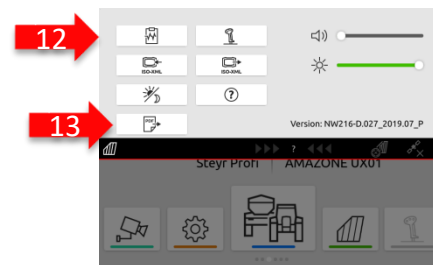 12
ISO-XML
ISO-XML
?
13
PDF
Version: NW216-D.027_2019.07_P
?
Steyr Profi
AMAZONE UX01